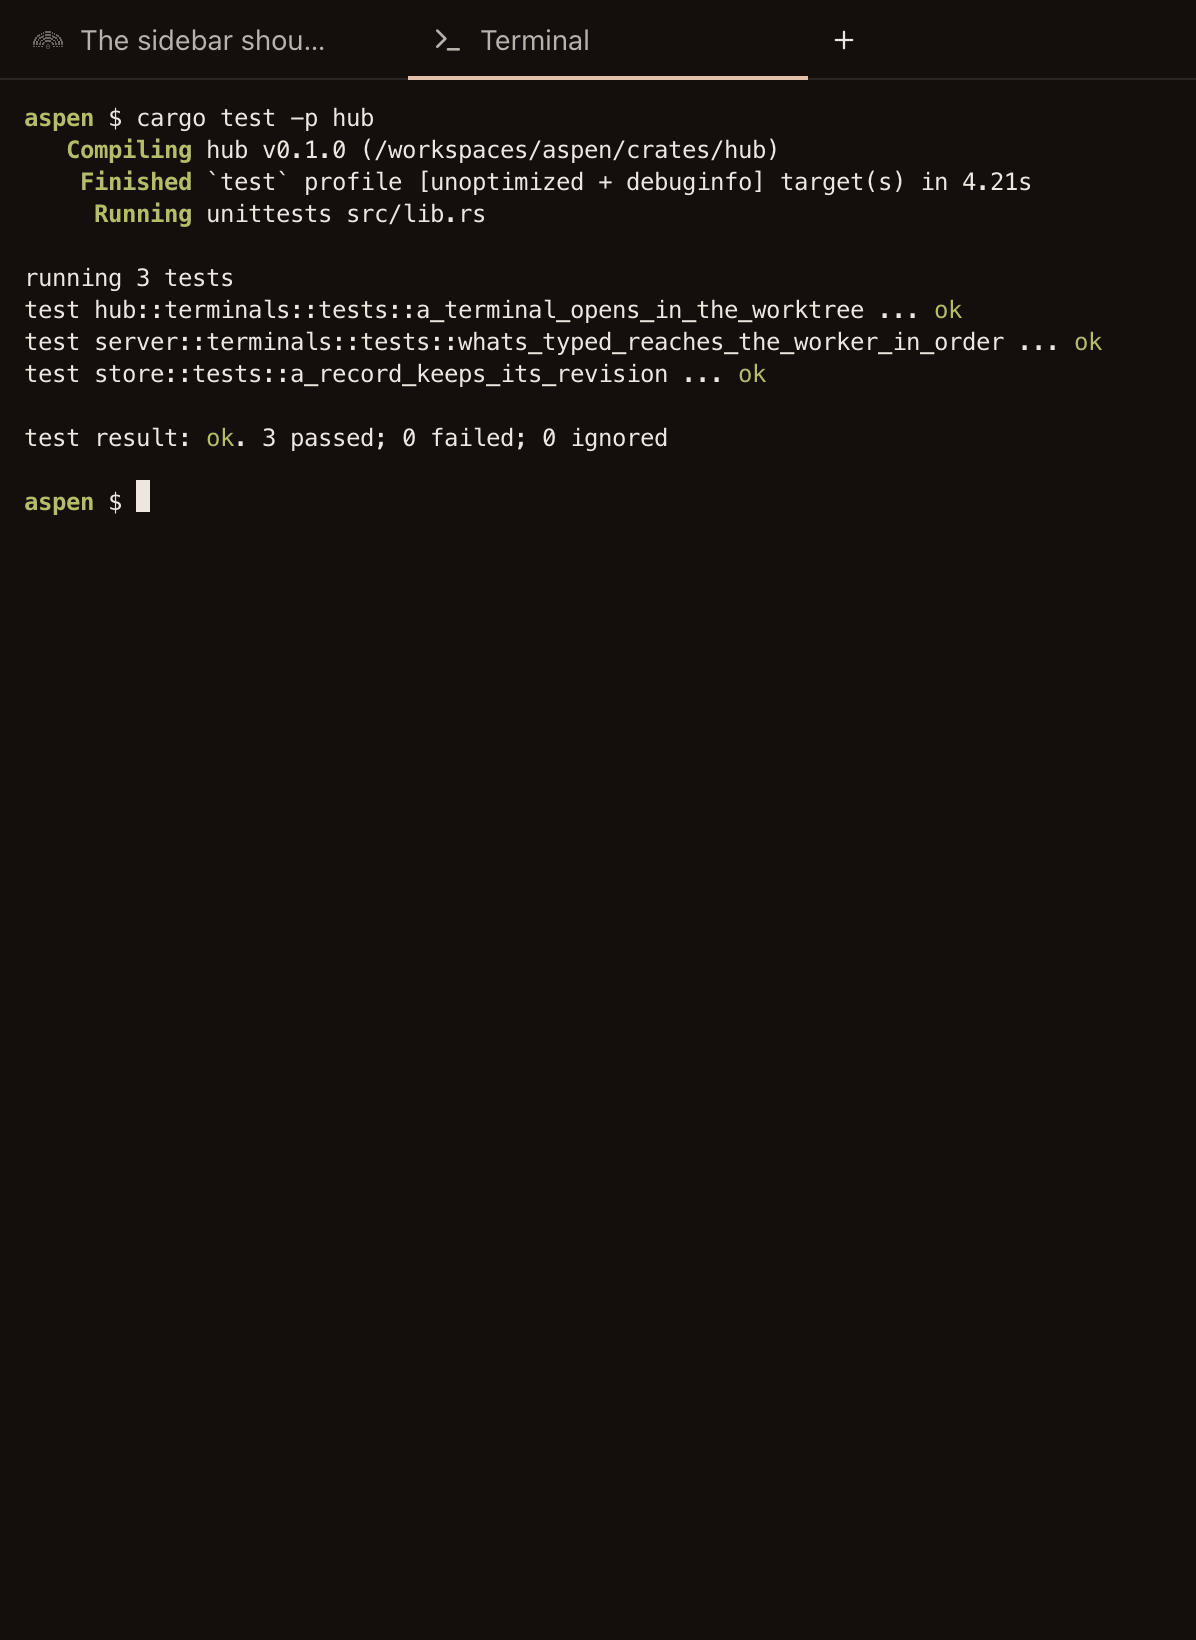 The sidebar shou...
Terminal
+
aspen $ cargo test -p hub
   Compiling hub v0.1.0 (/workspaces/aspen/crates/hub)
    Finished `test` profile [unoptimized + debuginfo] target(s) in 4.21s
     Running unittests src/lib.rs
running 3 tests
test hub::terminals::tests::a_terminal_opens_in_the_worktree ... ok
test server::terminals::tests::whats_typed_reaches_the_worker_in_order ... ok
test store::tests::a_record_keeps_its_revision ... ok
test result: ok. 3 passed; 0 failed; 0 ignored
aspen $